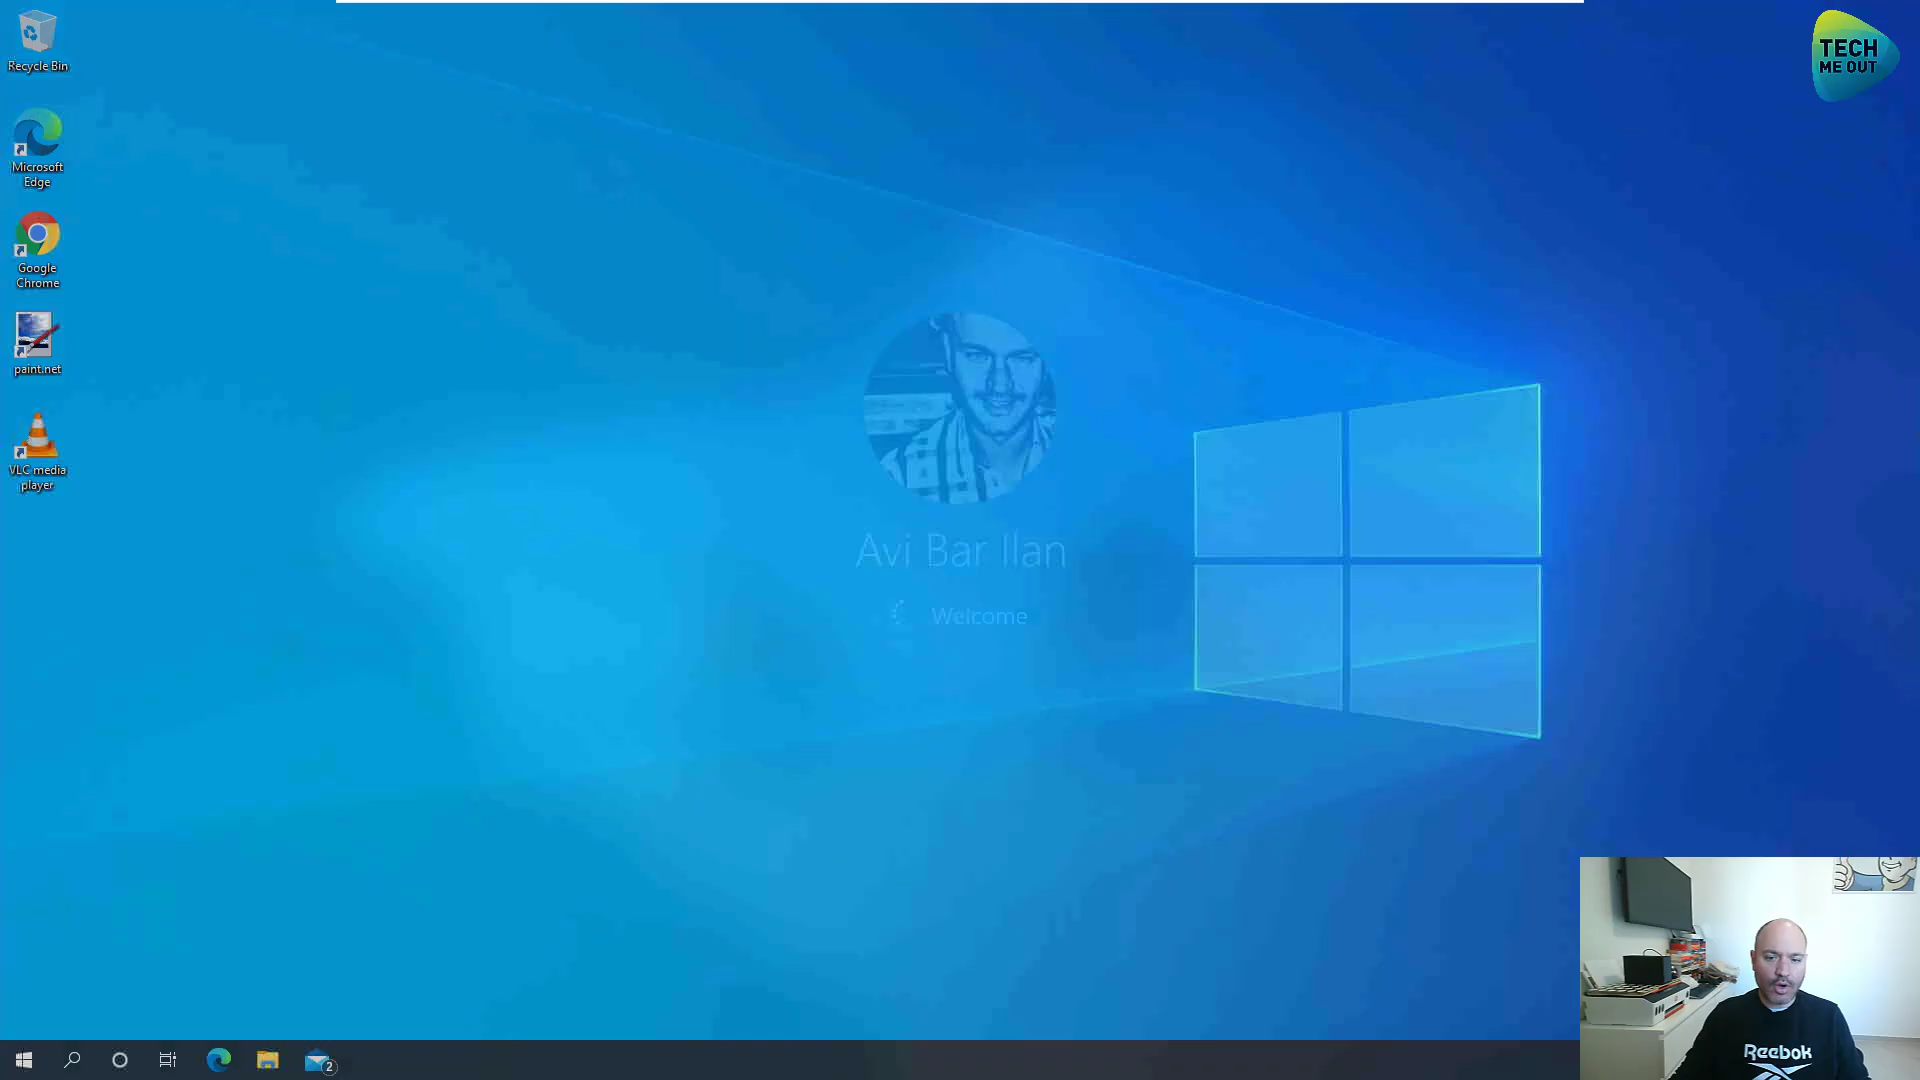 Recycle Bin
TECH
ME OUT
Microsoft
Edge
Google
Chrome
paint.net
VLC media
player
Avi Bar Ilan
Welcome
2
Reebok